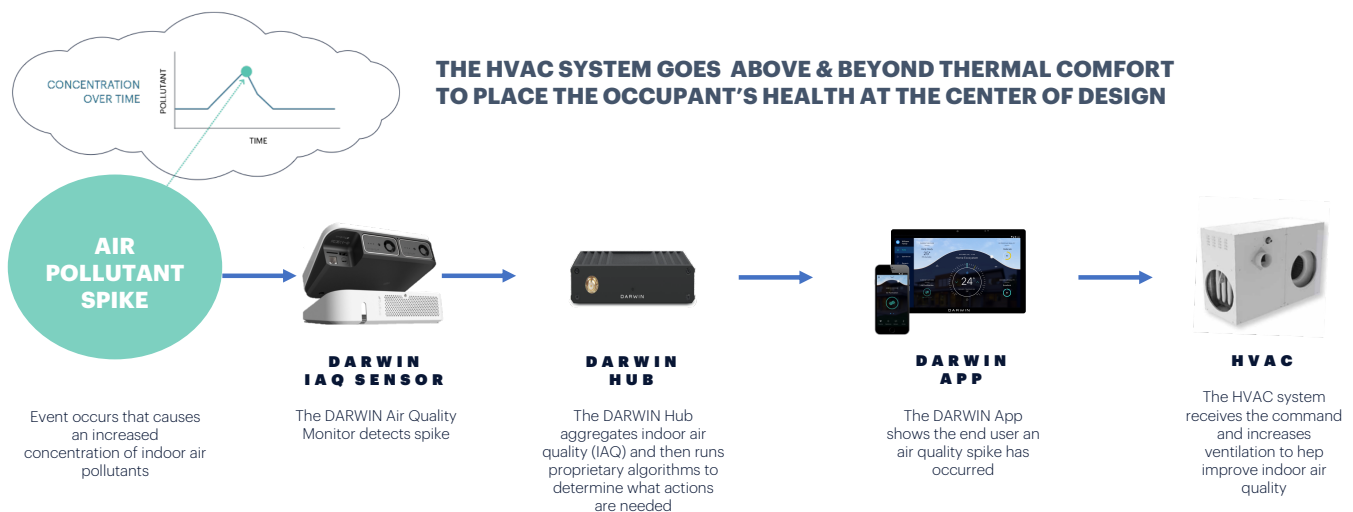 CONCENTRATION
OVER TIME
POLLUTANT
TIME
THE HVAC SYSTEM GOES ABOVE & BEYOND THERMAL COMFORT
TO PLACE THE OCCUPANT'S HEALTH AT THE CENTER OF DESIGN
AIR
POLLUTANT
SPIKE
Event occurs that causes
an increased
concentration of indoor air
pollutants
DARWIN
IAQ SENSOR
The DARWIN Air Quality
Monitor detects spike
DARWIN
DARWIN
HUB
The DARWIN Hub
aggregates indoor air
quality (IAQ) and then runs
proprietary algorithms to
determine what actions
are needed
24°
DARWIN
DARWIN
APP
The DARWIN App
shows the end user an
air quality spike has
occurred
HVAC
The HVAC system
receives the command
and increases
ventilation to hep
improve indoor air
quality